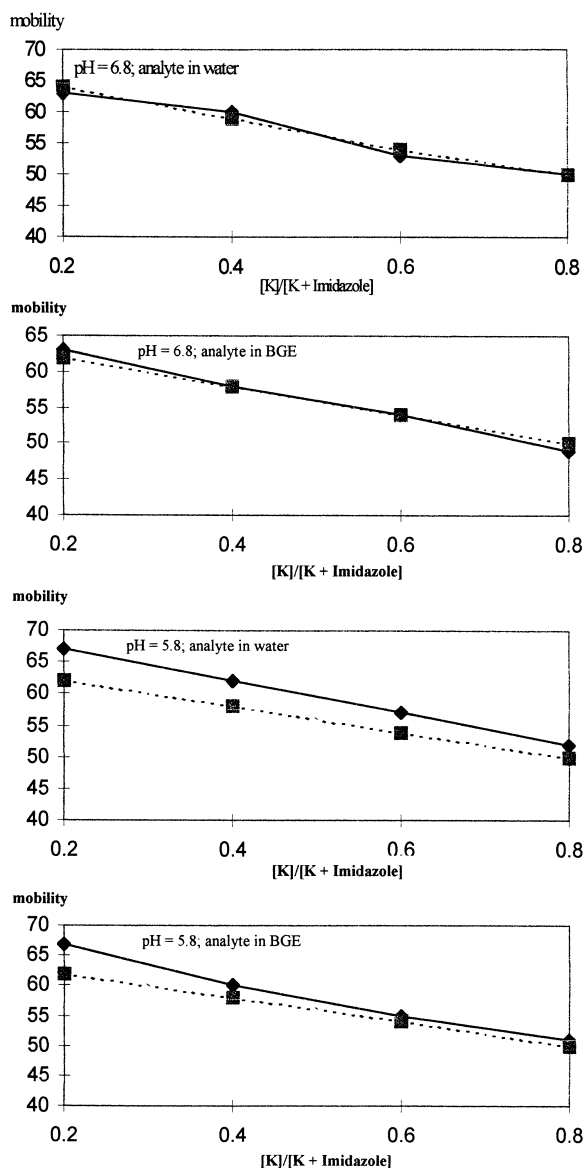 mobility
70
pH = 6.8; analyte in water
65
60
55
50
45
40
0.2 0.4 0.6 0.8
[K]/[K + Imidazole]
mobility
65
pH = 6.8; analyte in BGE
60
55
50
45
40
0.2 0.4 0.6 0.8
[K]/[K + Imidazole]
mobility
70
pH = 5.8; analyte in water
65
60
55
50
45
40
0.2 0.4 0.6 0.8
[K]/[K + Imidazole]
mobility
70
pH = 5.8; analyte in BGE
65
60
55
50
45
40
0.2 0.4 0.6 0.8
[K]/[K + Imidazole]